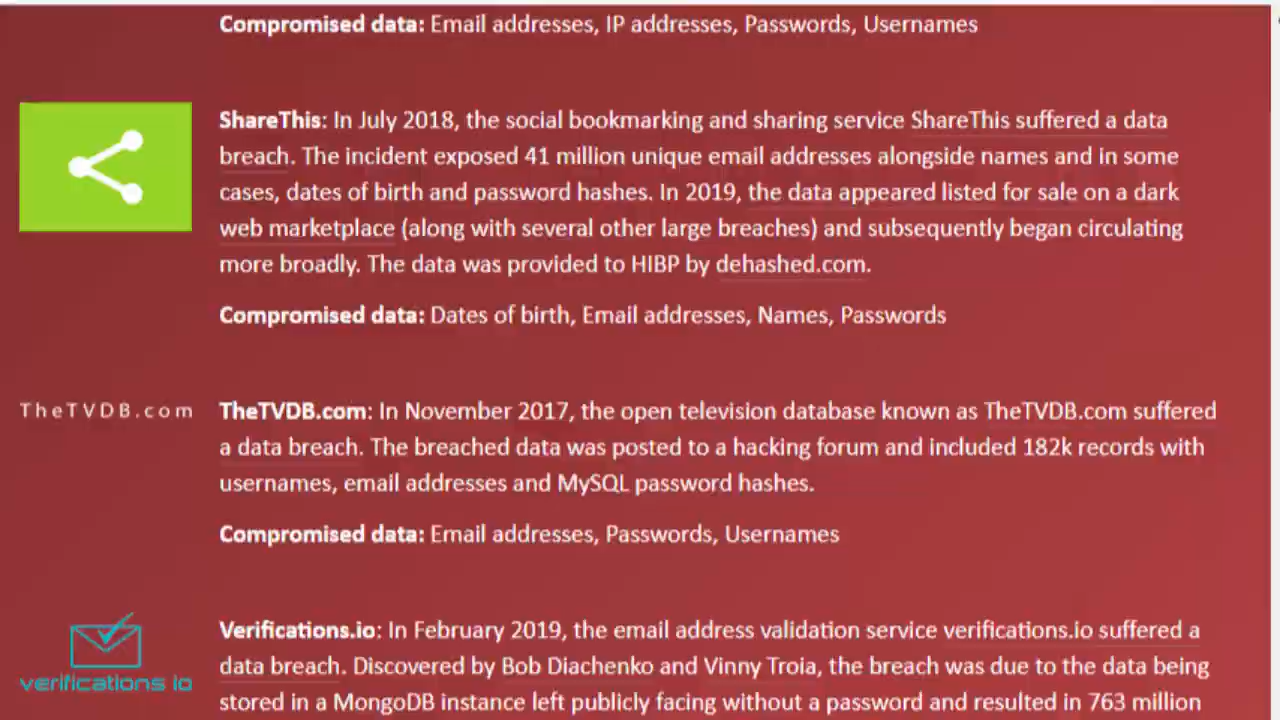 Compromised data: Email addresses, IP addresses, Passwords, Usernames
ShareThis: In July 2018, the social bookmarking and sharing service ShareThis suffered a data
breach. The incident exposed 41 million unique email addresses alongside names and in some
cases, dates of birth and password hashes. In 2019, the data appeared listed for sale on a dark
web marketplace (along with several other large breaches) and subsequently began circulating
more broadly. The data was provided to HIBP by dehashed.com.
Compromised data: Dates of birth, Email addresses, Names, Passwords
TheTVDB.com
TheTVDB.com: In November 2017, the open television database known as TheTVDB.com suffered
a data breach. The breached data was posted to a hacking forum and included 182k records with
usernames, email addresses and MySQL password hashes.
Compromised data: Email addresses, Passwords, Usernames
verifications io
Verifications.io: In February 2019, the email address validation service verifications.io suffered a
data breach. Discovered by Bob Diachenko and Vinny Troia, the breach was due to the data being
stored in a MongoDB instance left publicly facing without a password and resulted in 763 million